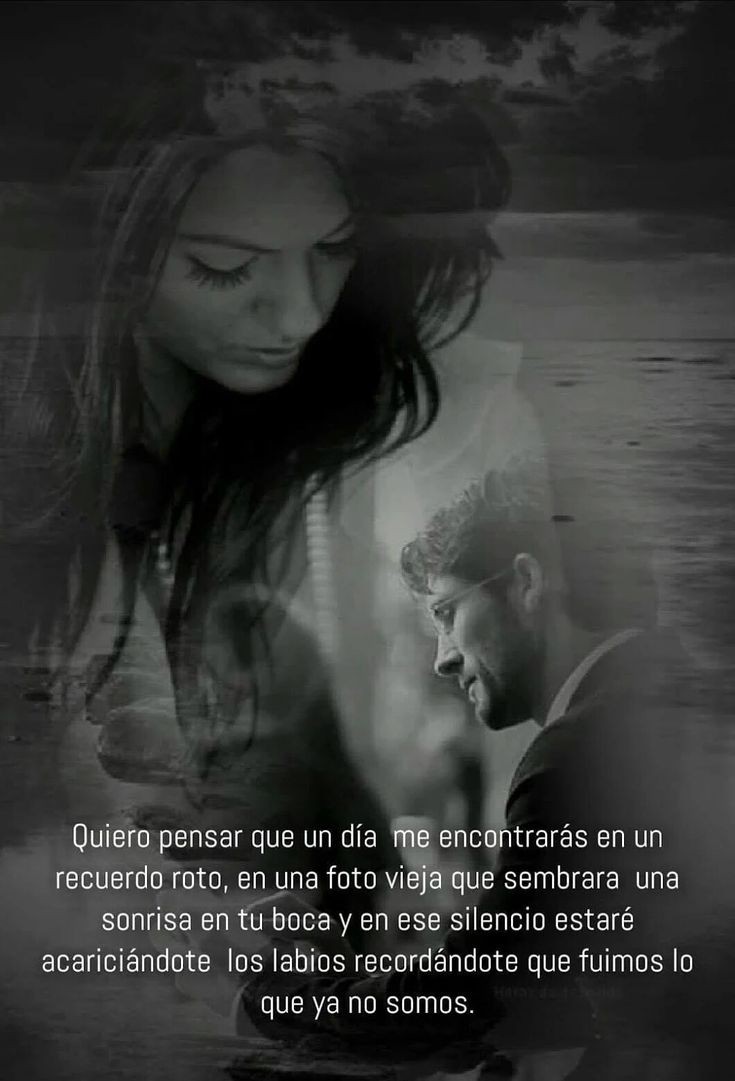 Quiero pensar que un día  me encontrarás en un
recuerdo roto, en una foto vieja que sembrara  una
sonrisa en tu boca y en ese silencio estaré
acariciándote  los labios recordándote que fuimos lo
que ya no somos.